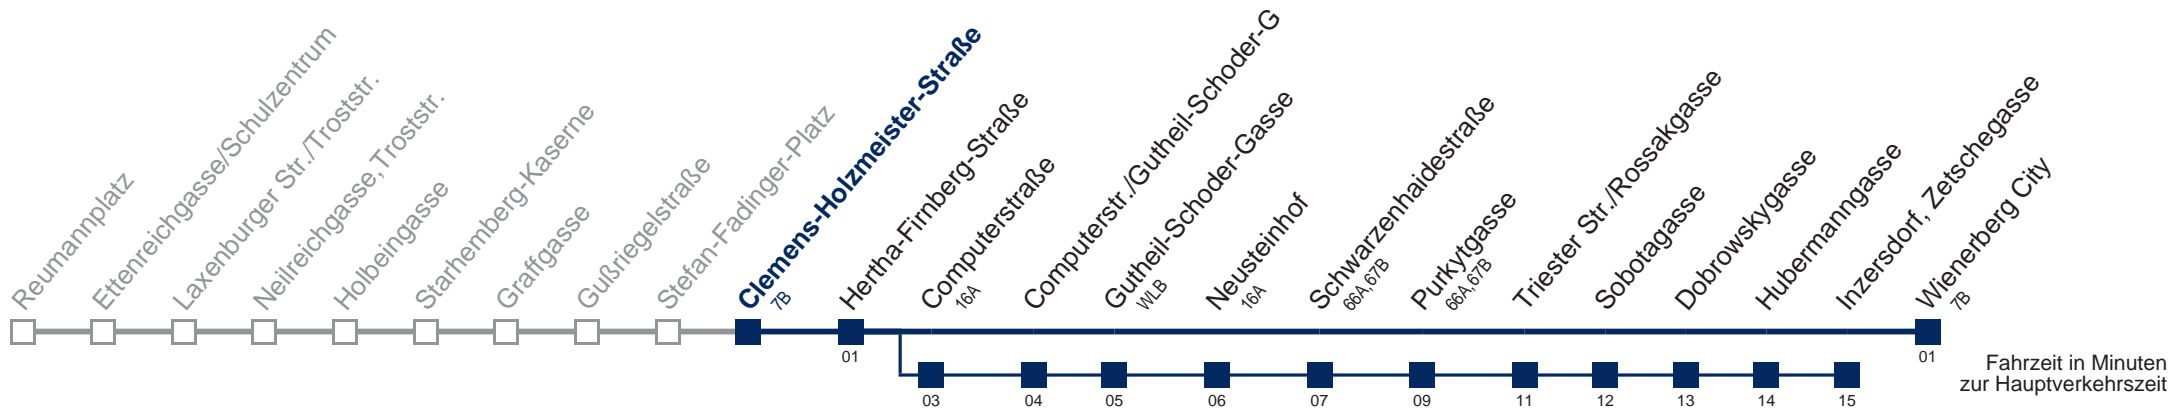 Reumannplatz
Ettenreichgasse/Schulzentrum
Laxenburger Str./Troststr.
Neilreichgasse, Troststr.
Holbeingasse
Starhemberg-Kaserne
Graffgasse
Gußriegelstraße
Stefan-Fadinger-Platz
Clemens-Holzmeister-Straße
7B
Hertha-Firnberg-Straße
Computerstraße
16A
Computerstr./Gutheil-Schoder-G
Gutheil-Schoder-Gasse
WLB
Neusteinhof
16A
Schwarzenhaidestraße
66A, 67B
Purkytgasse
66A, 67B
Triester Str./Rossakgasse
Sobotagasse
Dobrowskygasse
Hubermanngasse
Inzersdorf, Zetschegasse
Wienerberg City
7B
01
01
03
04
05
06
07
09
11
12
13
14
15
Fahrzeit in Minuten
zur Hauptverkehrszeit